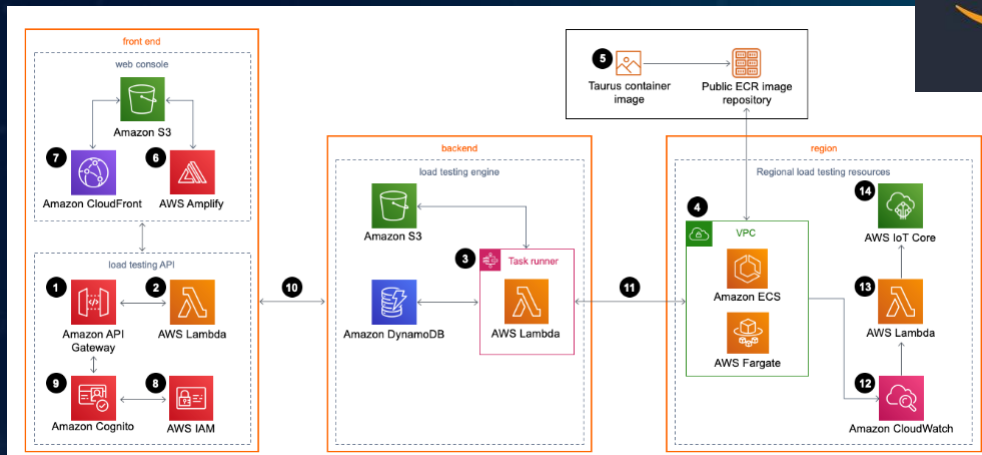 front end
web console
Amazon S3
7
Amazon CloudFront
6
AWS Amplify
load testing API
1
Amazon API
Gateway
2
AWS Lambda
9
Amazon Cognito
8
AWS IAM
10
backend
load testing engine
Amazon S3
3
Task runner
Amazon DynamoDB
AWS Lambda
11
5
Taurus container
image
Public ECR image
repository
region
Regional load testing resources
4
VPC
Amazon ECS
AWS Fargate
14
AWS IoT Core
13
AWS Lambda
12
Amazon CloudWatch